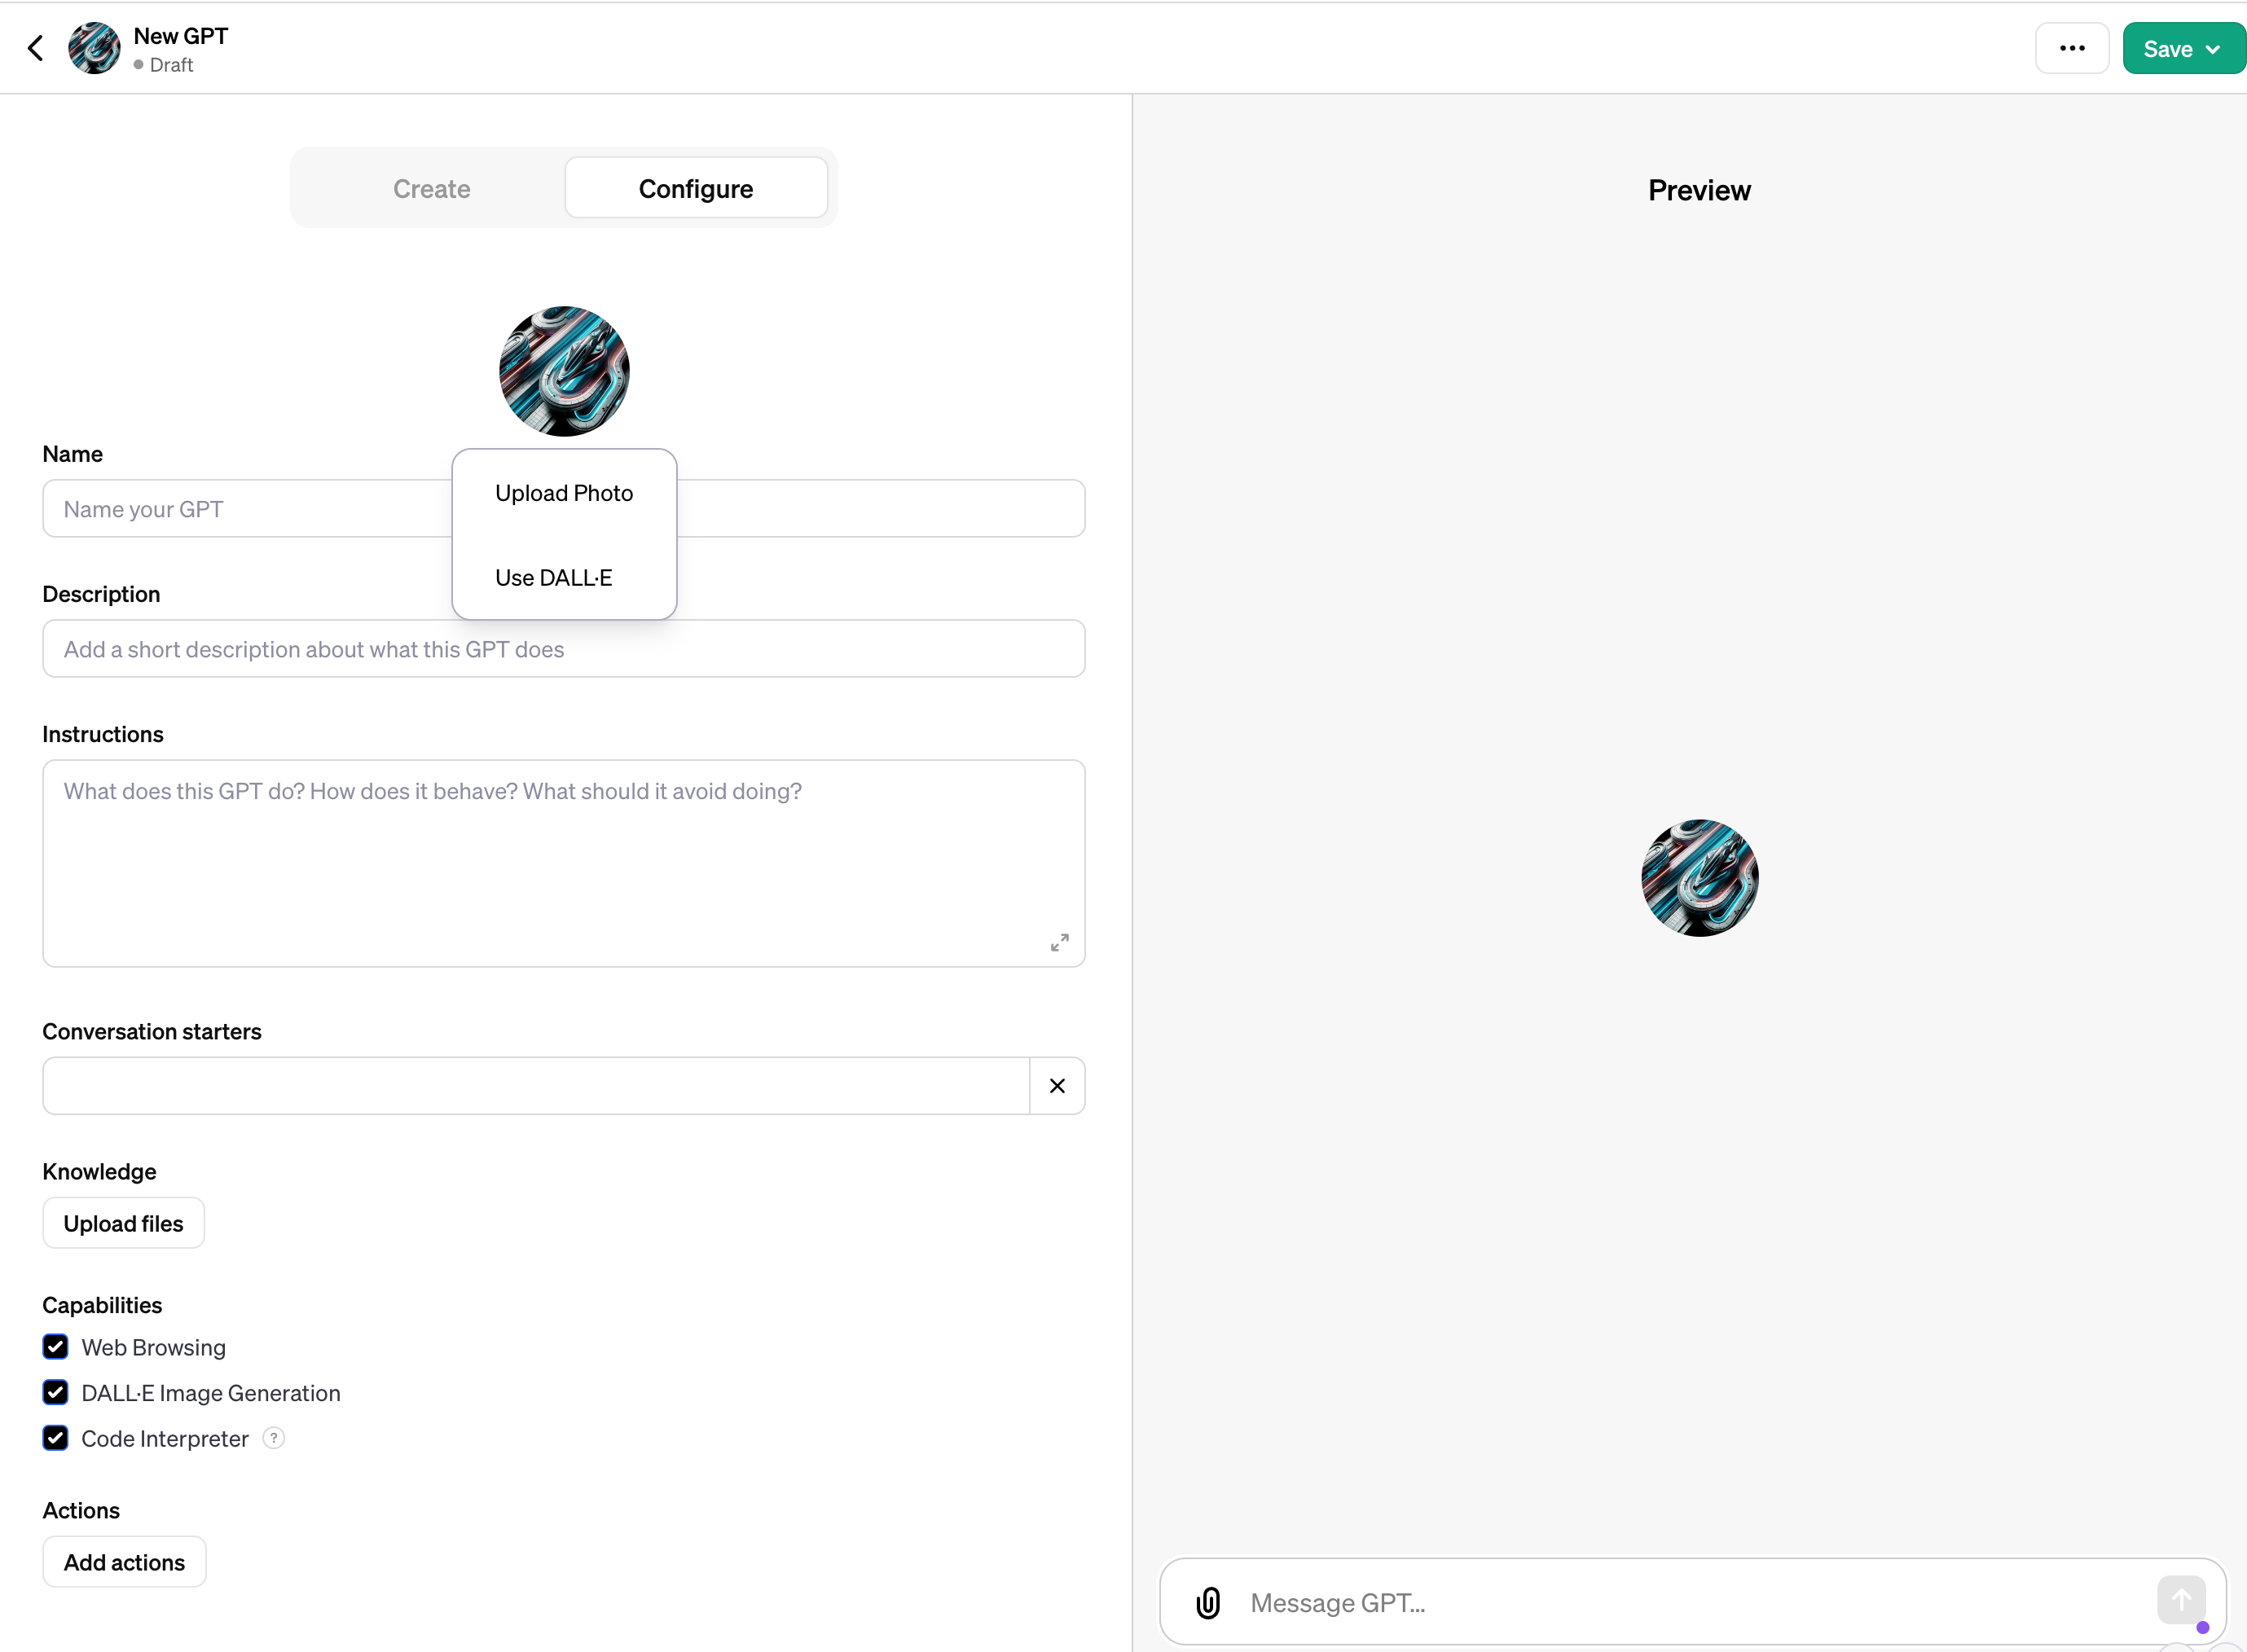 New GPT
Draft
Save
Create
Configure
Preview
Name
Upload Photo
Name your GPT
Use DALL·E
Description
Add a short description about what this GPT does
Instructions
What does this GPT do? How does it behave? What should it avoid doing?
Conversation starters
Knowledge
Upload files
Capabilities
Web Browsing
DALL·E Image Generation
Code Interpreter ?
Actions
Add actions
Message GPT…